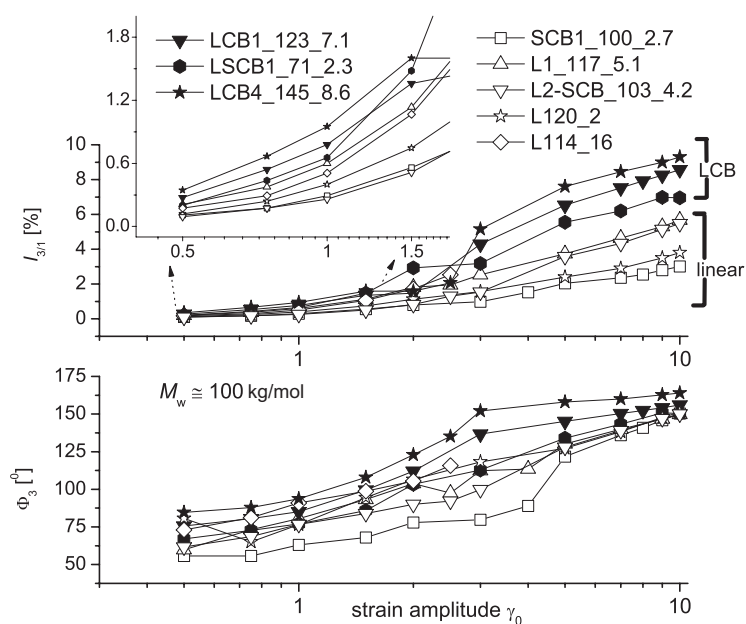 1.8
1.2
0.6
0.0
0.5
1
1.5
LCB1_123_7.1
LSCB1_71_2.3
LCB4_145_8.6
SCB1_100_2.7
L1_117_5.1
L2-SCB_103_4.2
L120_2
L114_16
I3/1 [%]
10
8
6
4
2
0
LCB
linear
1
10
Mw ≅ 100 kg/mol
Φ3 [0]
175
150
125
100
75
50
1
10
strain amplitude γ0